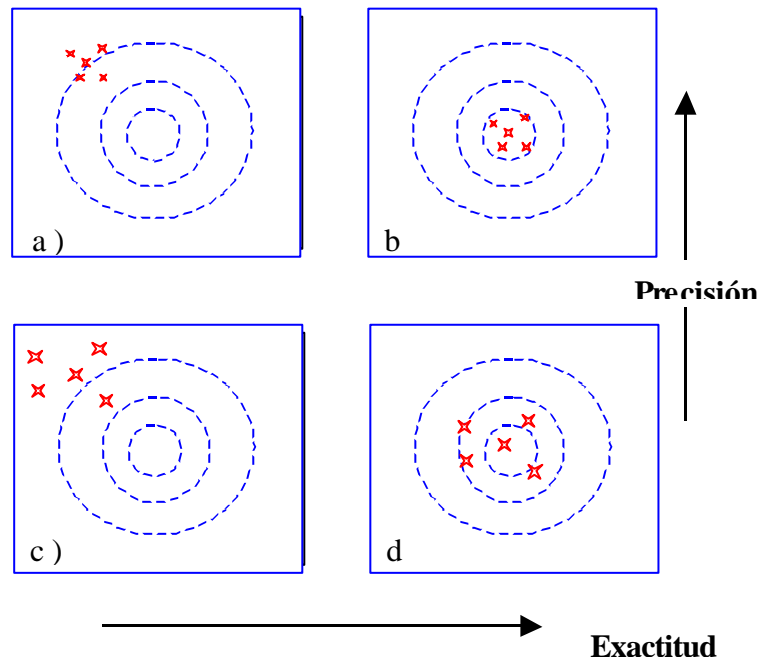 a )
b
Precisión
c )
d
Exactitud